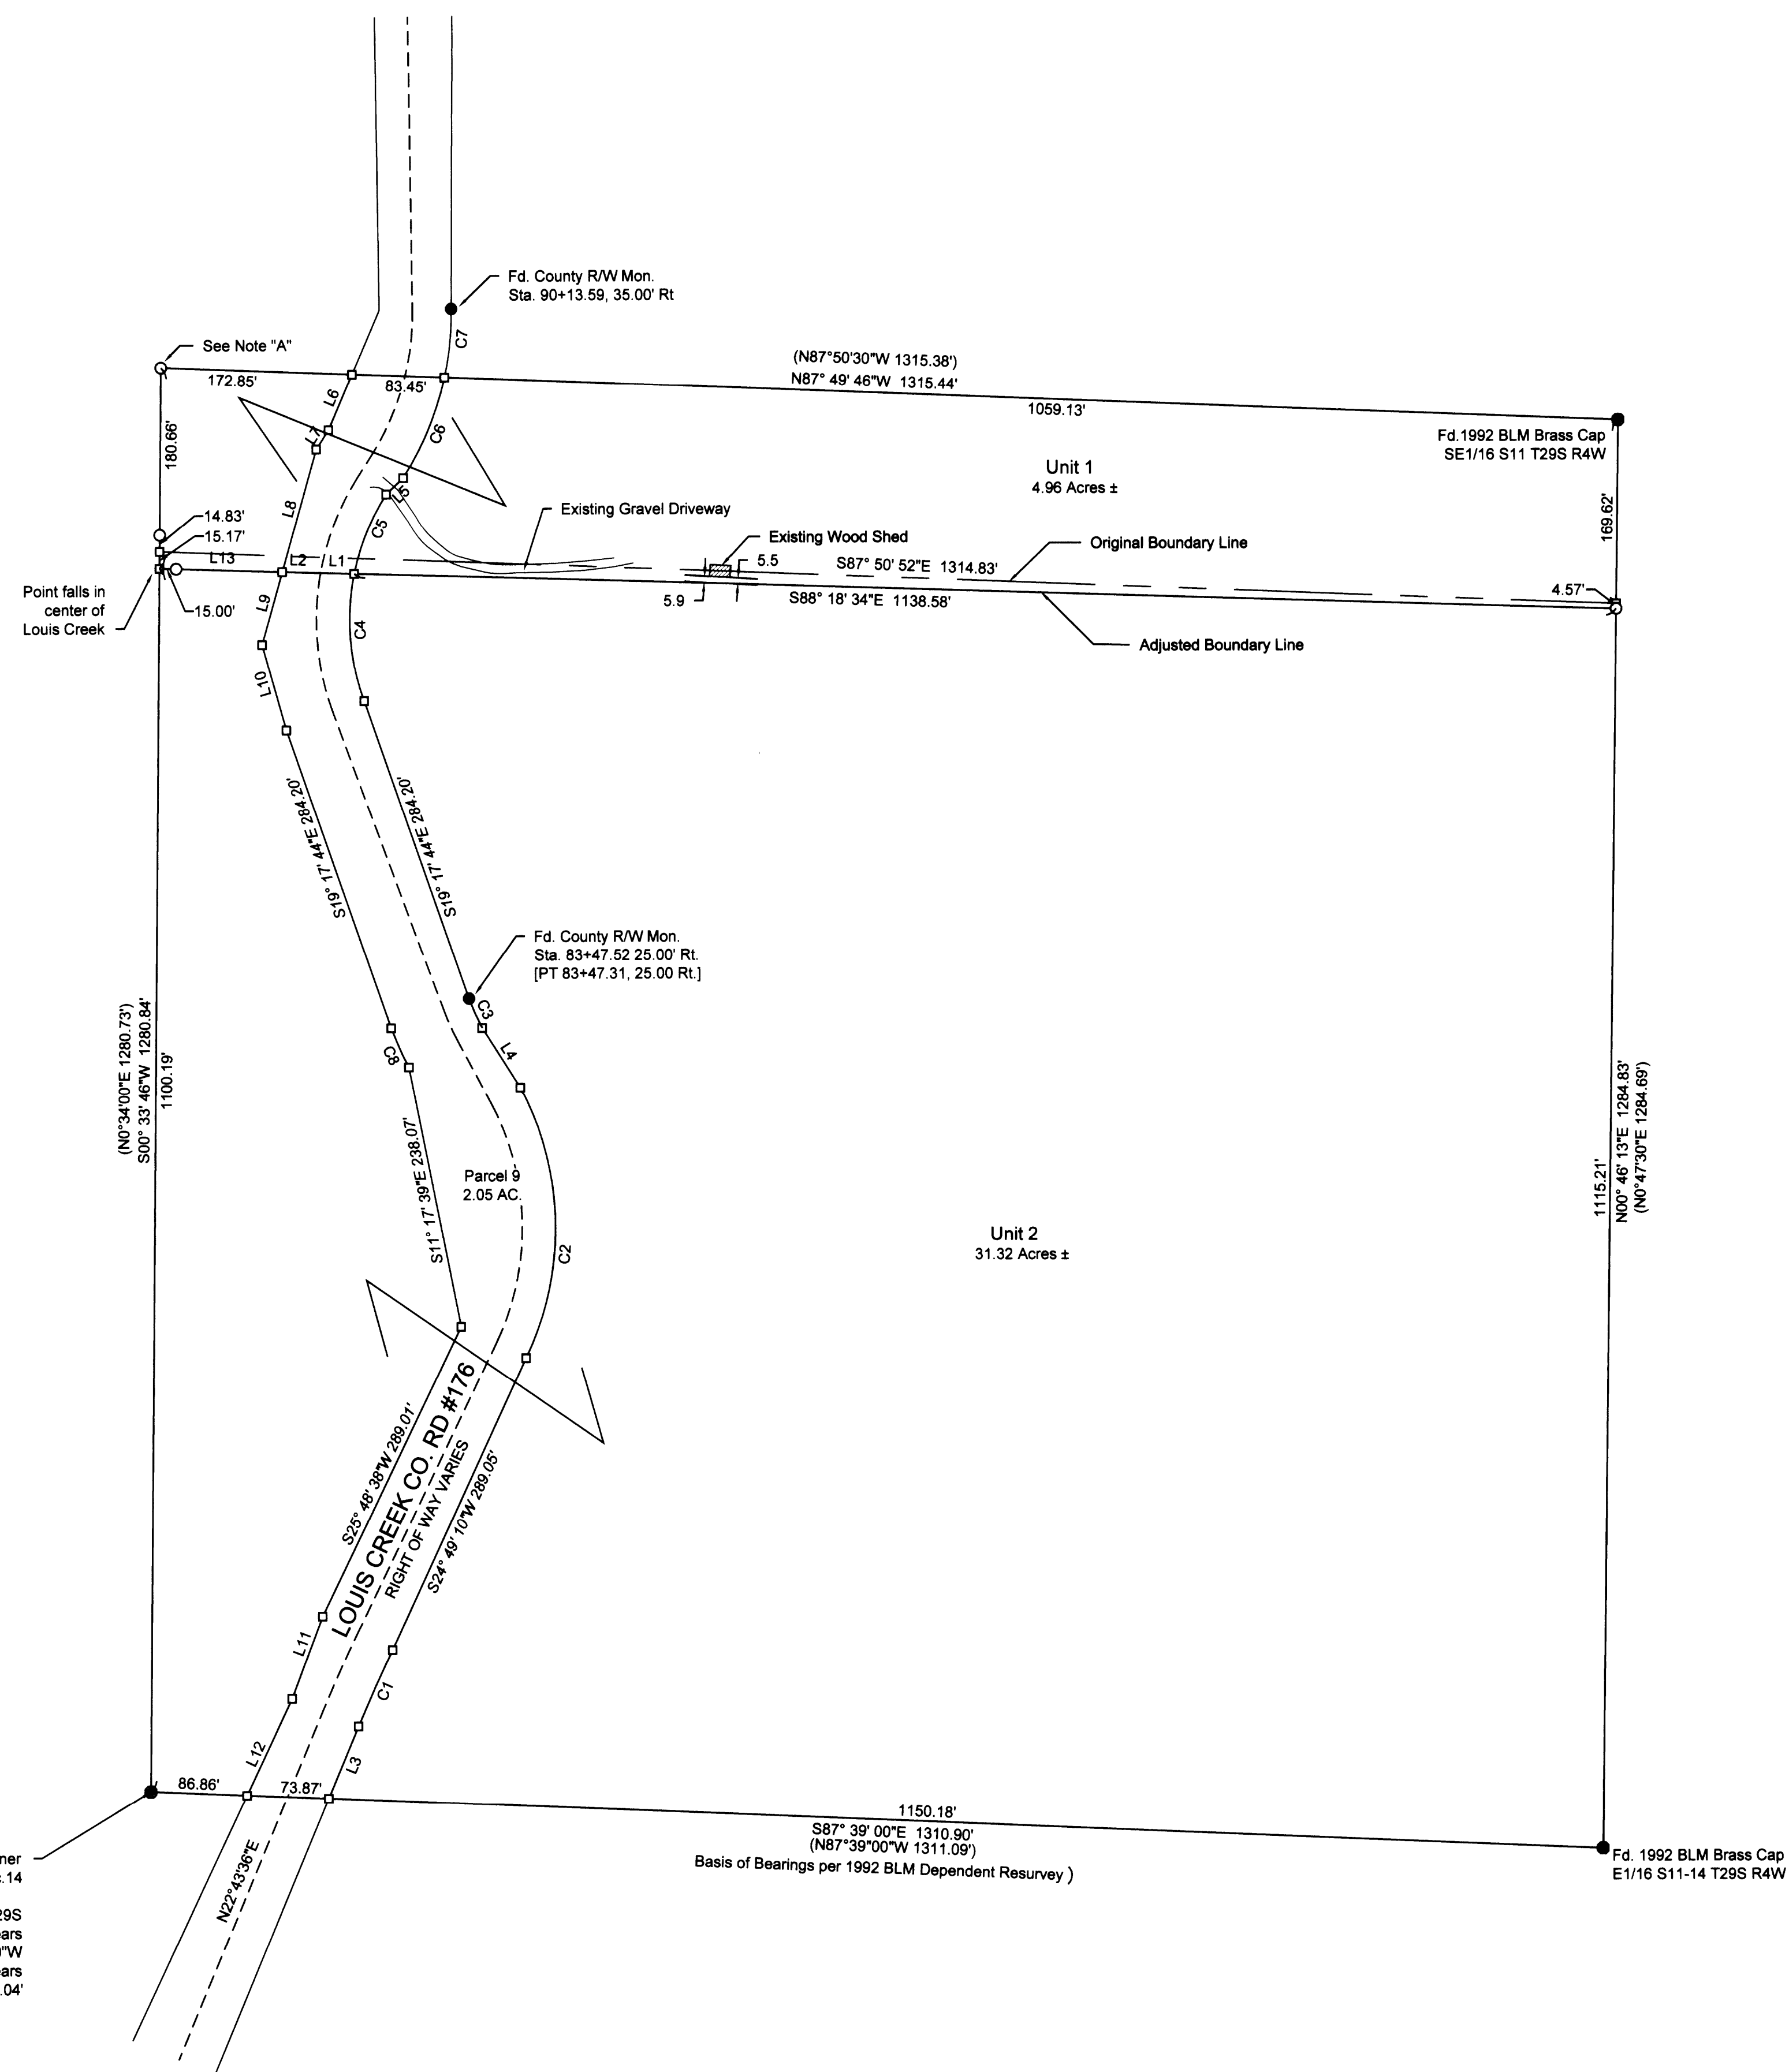 Fd. County R/W Mon.
Sta. 90+13.59, 35.00' Rt
C7
See Note "A"
(N87°50'30"W 1315.38')
N87° 49' 46"W 1315.44'
172.85'
83.45'
1059.13'
L6
Fd.1992 BLM Brass Cap
SE1/16 S11 T29S R4W
180.66'
L7
C6
Unit 1
4.96 Acres ±
L5
L8
C5
14.83'
15.17'
Existing Gravel Driveway
Existing Wood Shed
Original Boundary Line
169.62'
L13
L2
L1
5.5
S87° 50' 52"E 1314.83'
Point falls in
center of
Louis Creek
15.00'
L9
5.9
S88° 18' 34"E 1138.58'
4.57'
C4
Adjusted Boundary Line
L10
S19° 17' 44"E 284.20'
S19° 17' 44"E 284.20'
Fd. County R/W Mon.
Sta. 83+47.52 25.00' Rt.
[PT 83+47.31, 25.00 Rt.]
C3
L4
C8
(N0°34'00"E 1280.73')
S00° 33' 46"W 1280.84'
1100.19'
S11° 17' 39"E 238.07'
Parcel 9
2.05 AC.
C2
Unit 2
31.32 Acres ±
1115.21'
N00° 46' 13"E 1284.83'
(N0°47'30"E 1284.69')
S25° 48' 38"W 289.01'
LOUIS CREEK CO. RD #176
RIGHT OF WAY VARIES
S24° 49' 10"W 289.05'
L11
C1
L12
L3
86.86'
73.87'
1150.18'
S87° 39' 00"E 1310.90'
(N87°39'00"W 1311.09')
Basis of Bearings per 1992 BLM Dependent Resurvey )
Fd. 1992 BLM Brass Cap
E1/16 S11-14 T29S R4W
N22°43'36"E
ner
.14
29S
ars
"W
ars
.04'